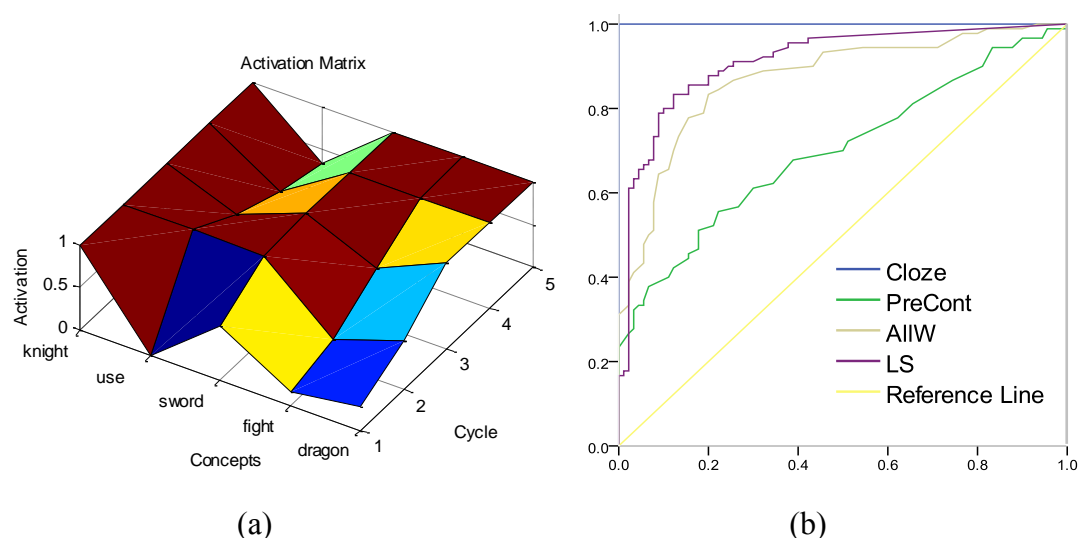 Activation Matrix
Activation
1
0.5
0
knight
use
sword
fight
dragon
Concepts
1
2
3
4
5
Cycle
(a)
1.0
0.8
0.6
0.4
0.2
0.0
0.0 0.2 0.4 0.6 0.8 1.0
Cloze
PreCont
AllW
LS
Reference Line
(b)